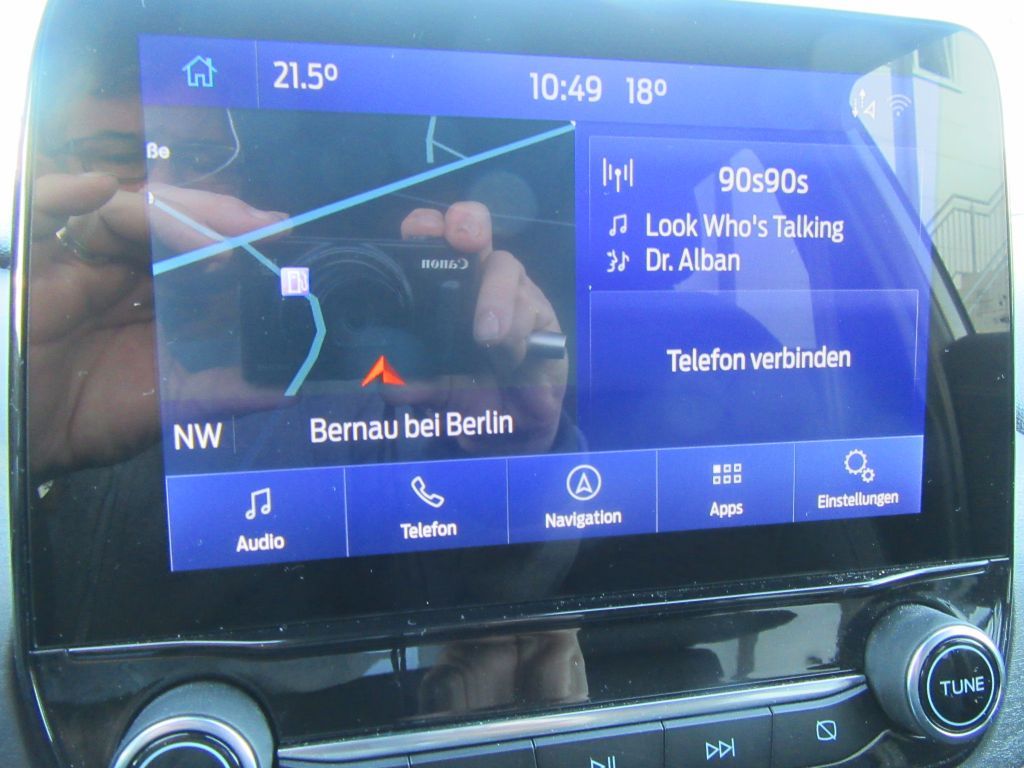 21.5° 10:49 18°
ße
90s90s
Look Who's Talking
Dr. Alban
Canon
Telefon verbinden
NW Bernau bei Berlin
Audio Telefon Navigation Apps Einstellungen
TUNE